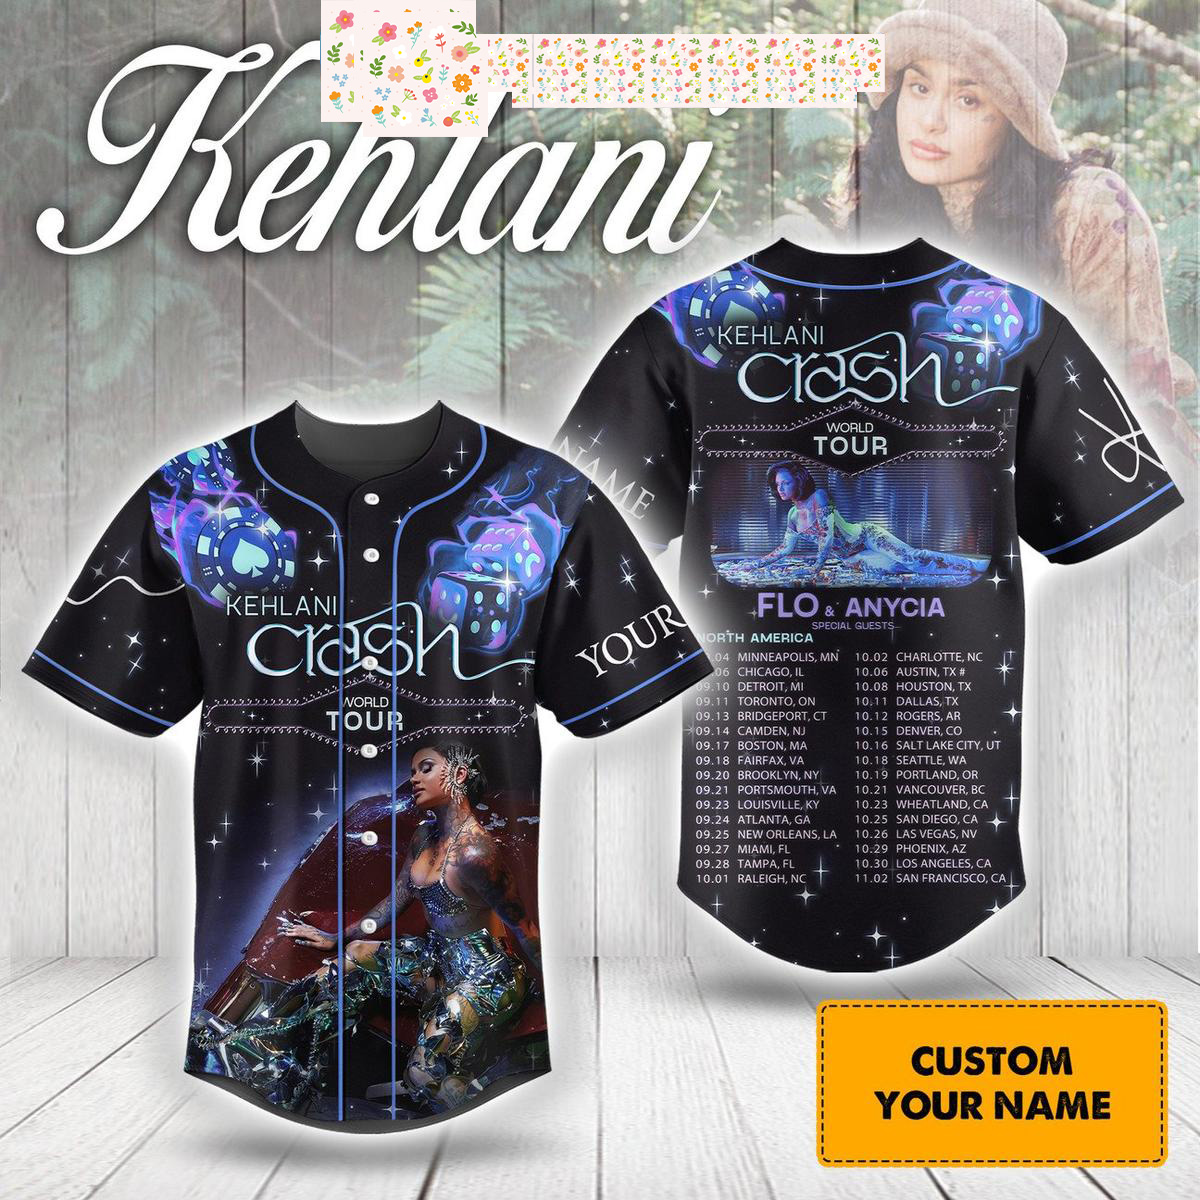 Kehlani
KEHLANI
crash
WORLD
TOUR
YOUR
NAME
KEHLANI
crash
WORLD
TOUR
FLO & ANYCIA
SPECIAL GUESTS
NORTH AMERICA
.04 MINNEAPOLIS, MN
.06 CHICAGO, IL
09.10 DETROIT, MI
09.11 TORONTO, ON
09.13 BRIDGEPORT, CT
09.14 CAMDEN, NJ
09.17 BOSTON, MA
09.18 FAIRFAX, VA
09.20 BROOKLYN, NY
09.21 PORTSMOUTH, VA
09.23 LOUISVILLE, KY
09.24 ATLANTA, GA
09.25 NEW ORLEANS, LA
09.27 MIAMI, FL
09.28 TAMPA, FL
10.01 RALEIGH, NC
10.02 CHARLOTTE, NC
10.06 AUSTIN, TX #
10.08 HOUSTON, TX
10.11 DALLAS, TX
10.12 ROGERS, AR
10.15 DENVER, CO
10.16 SALT LAKE CITY, UT
10.18 SEATTLE, WA
10.19 PORTLAND, OR
10.21 VANCOUVER, BC
10.23 WHEATLAND, CA
10.25 SAN DIEGO, CA
10.26 LAS VEGAS, NV
10.29 PHOENIX, AZ
10.30 LOS ANGELES, CA
11.02 SAN FRANCISCO, CA
CUSTOM
YOUR NAME